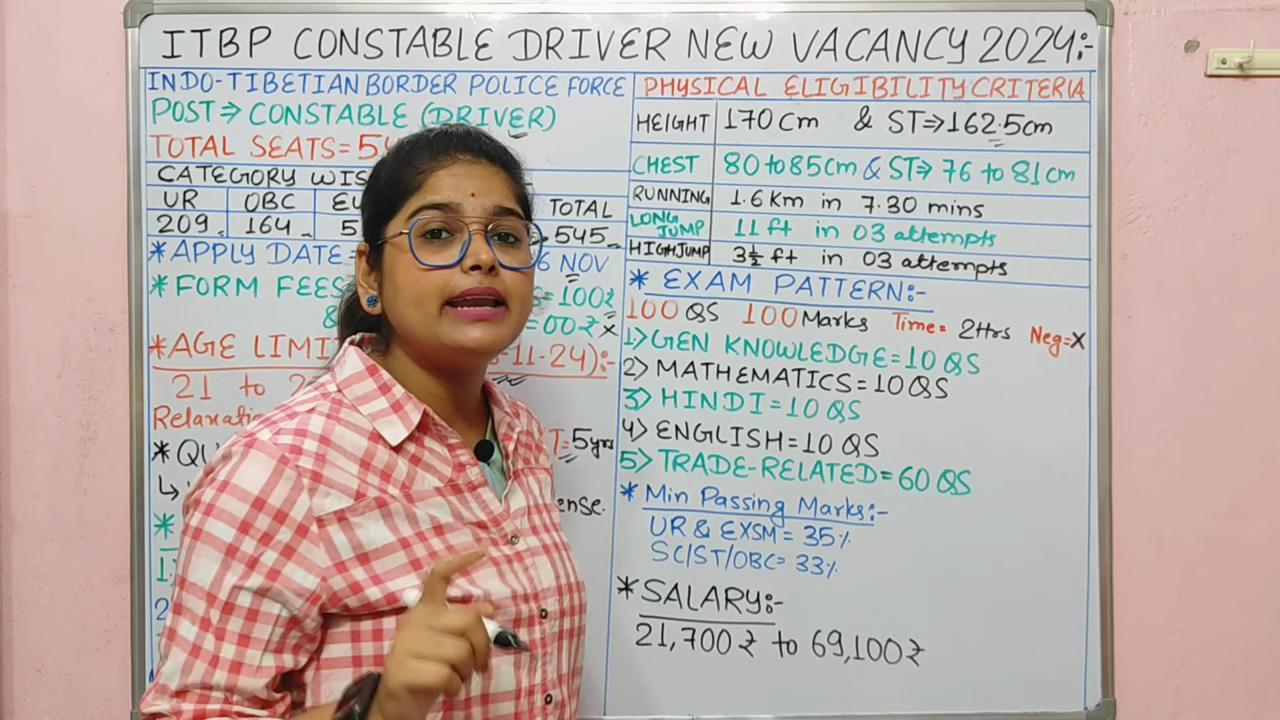 ITBP CONSTABLE DRIVER NEW VACANCY 2024:-
INDO-TIBETIAN BORDER POLICE FORCE
POST ⇒ CONSTABLE (DRIVER)
TOTAL SEATS = 5
CATEGORY WIS
UR OBC TOTAL
209 164 5 545
*APPLY DATE= 6 NOV
*FORM FEES = 100₹
& =00₹ X
*AGE LIMI -11-24):-
21 to 2
Relaxatio T=5yrs
*QU
↳ ense.
*
1
2
PHYSICAL ELIGIBILITY CRITERIA
HEIGHT 170 Cm & ST⇒162.5cm
CHEST 80 to 85cm & ST⇒ 76 to 81 cm
RUNNING 1.6 Km in 7.30 mins
LONG JUMP 11 ft in 03 attempts
HIGH JUMP 3½ ft in 03 attempts
* EXAM PATTERN:-
100 QS 100 Marks Time= 2Hrs Neg=X
1> GEN KNOWLEDGE=10 QS
2> MATHEMATICS=10 QS
3> HINDI=10 QS
4> ENGLISH=10 QS
5> TRADE-RELATED=60 QS
* Min Passing Marks:-
UR & EXSM = 35%
SC/ST/OBC= 33%
* SALARY:-
21,700₹ to 69,100₹